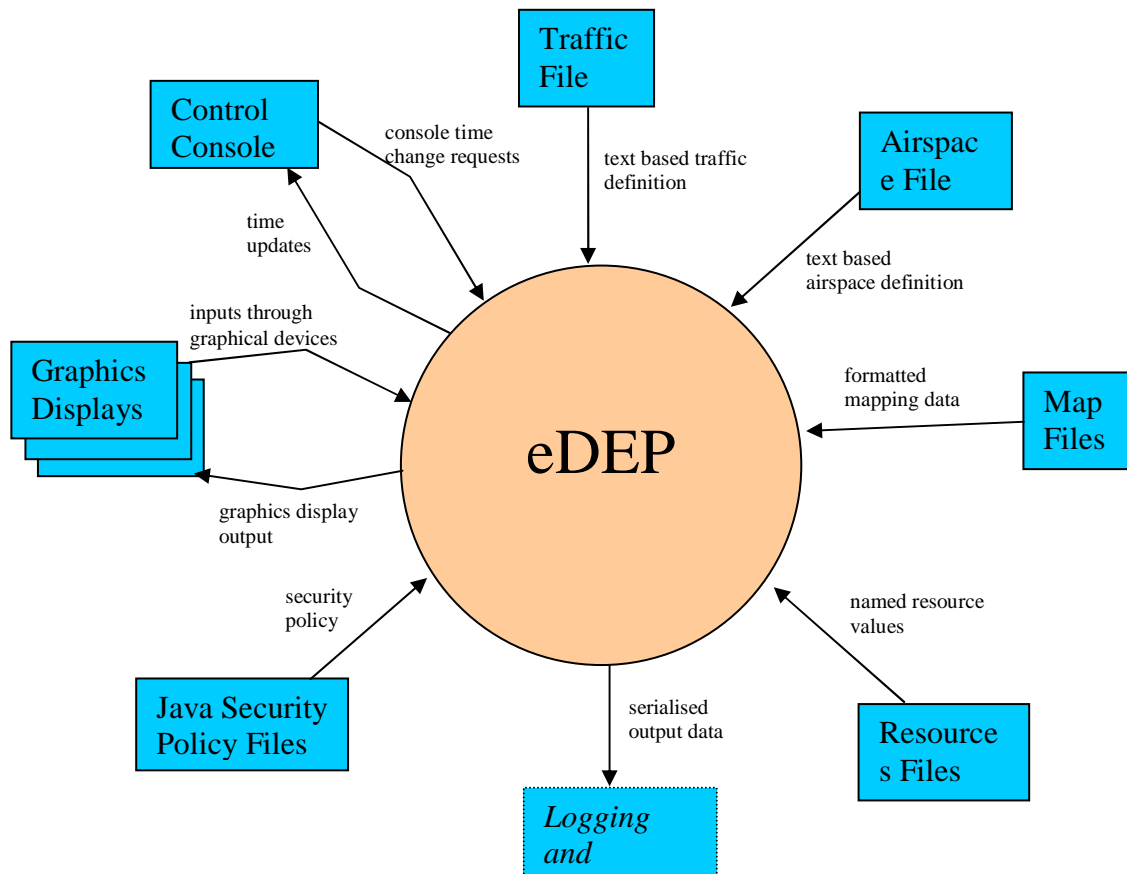 Traffic
File
Control
Console
console time
change requests
text based traffic
definition
Airspac
e File
time
updates
text based
airspace definition
inputs through
graphical devices
Graphics
Displays
formatted
mapping data
Map
Files
eDEP
graphics display
output
security
policy
named resource
values
Java Security
Policy Files
serialised
output data
Resource
s Files
Logging
and